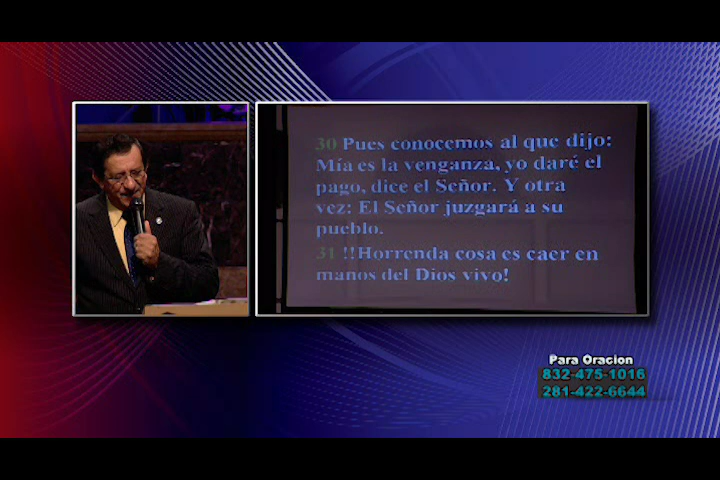 30 Pues conocemos al que dijo:
Mía es la venganza, yo daré el
pago, dice el Señor. Y otra
vez: El Señor juzgará a su
pueblo.
31 !!Horrenda cosa es caer en
manos del Dios vivo!
Para Oracion
832-475-1016
281-422-6644